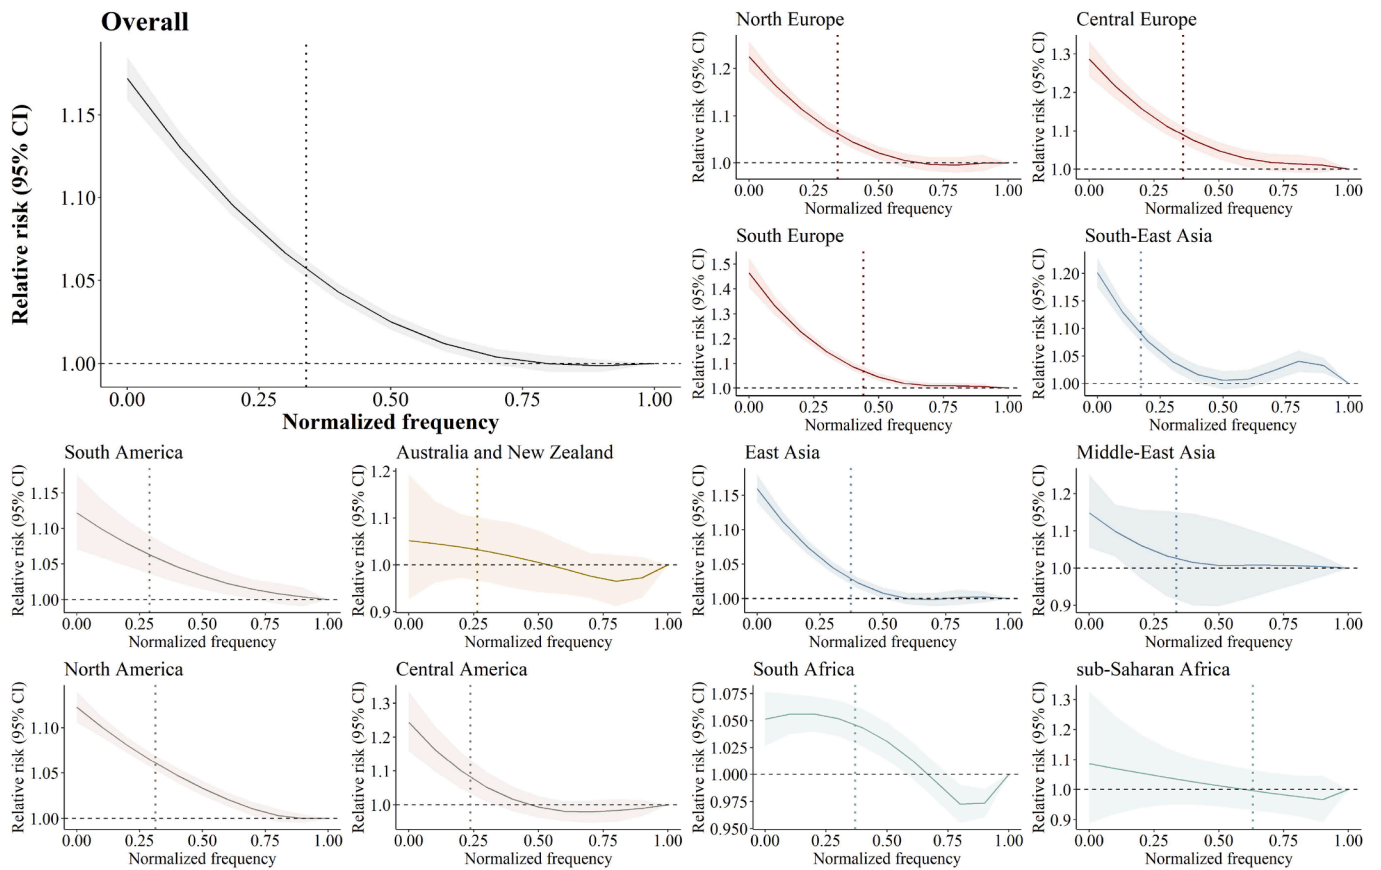 Overall
Relative risk (95% CI)
1.15
1.10
1.05
1.00
0.00 0.25 0.50 0.75 1.00
Normalized frequency
North Europe
Relative risk (95% CI)
1.2
1.1
1.0
0.00 0.25 0.50 0.75 1.00
Normalized frequency
Central Europe
Relative risk (95% CI)
1.3
1.2
1.1
1.0
0.00 0.25 0.50 0.75 1.00
Normalized frequency
South Europe
Relative risk (95% CI)
1.5
1.4
1.3
1.2
1.1
1.0
0.00 0.25 0.50 0.75 1.00
Normalized frequency
South-East Asia
Relative risk (95% CI)
1.20
1.10
1.05
1.00
0.00 0.25 0.50 0.75 1.00
Normalized frequency
South America
Relative risk (95% CI)
1.15
1.10
1.05
1.00
0.00 0.25 0.50 0.75 1.00
Normalized frequency
Australia and New Zealand
Relative risk (95% CI)
1.2
1.1
1.0
0.9
0.00 0.25 0.50 0.75 1.00
Normalized frequency
East Asia
Relative risk (95% CI)
1.15
1.10
1.05
1.00
0.00 0.25 0.50 0.75 1.00
Normalized frequency
Middle-East Asia
Relative risk (95% CI)
1.2
1.1
1.0
0.9
0.00 0.25 0.50 0.75 1.00
Normalized frequency
North America
Relative risk (95% CI)
1.10
1.05
1.00
0.00 0.25 0.50 0.75 1.00
Normalized frequency
Central America
Relative risk (95% CI)
1.3
1.2
1.1
1.0
0.00 0.25 0.50 0.75 1.00
Normalized frequency
South Africa
Relative risk (95% CI)
1.075
1.050
1.025
1.000
0.975
0.950
0.00 0.25 0.50 0.75 1.00
Normalized frequency
sub-Saharan Africa
Relative risk (95% CI)
1.3
1.2
1.1
1.0
0.9
0.00 0.25 0.50 0.75 1.00
Normalized frequency